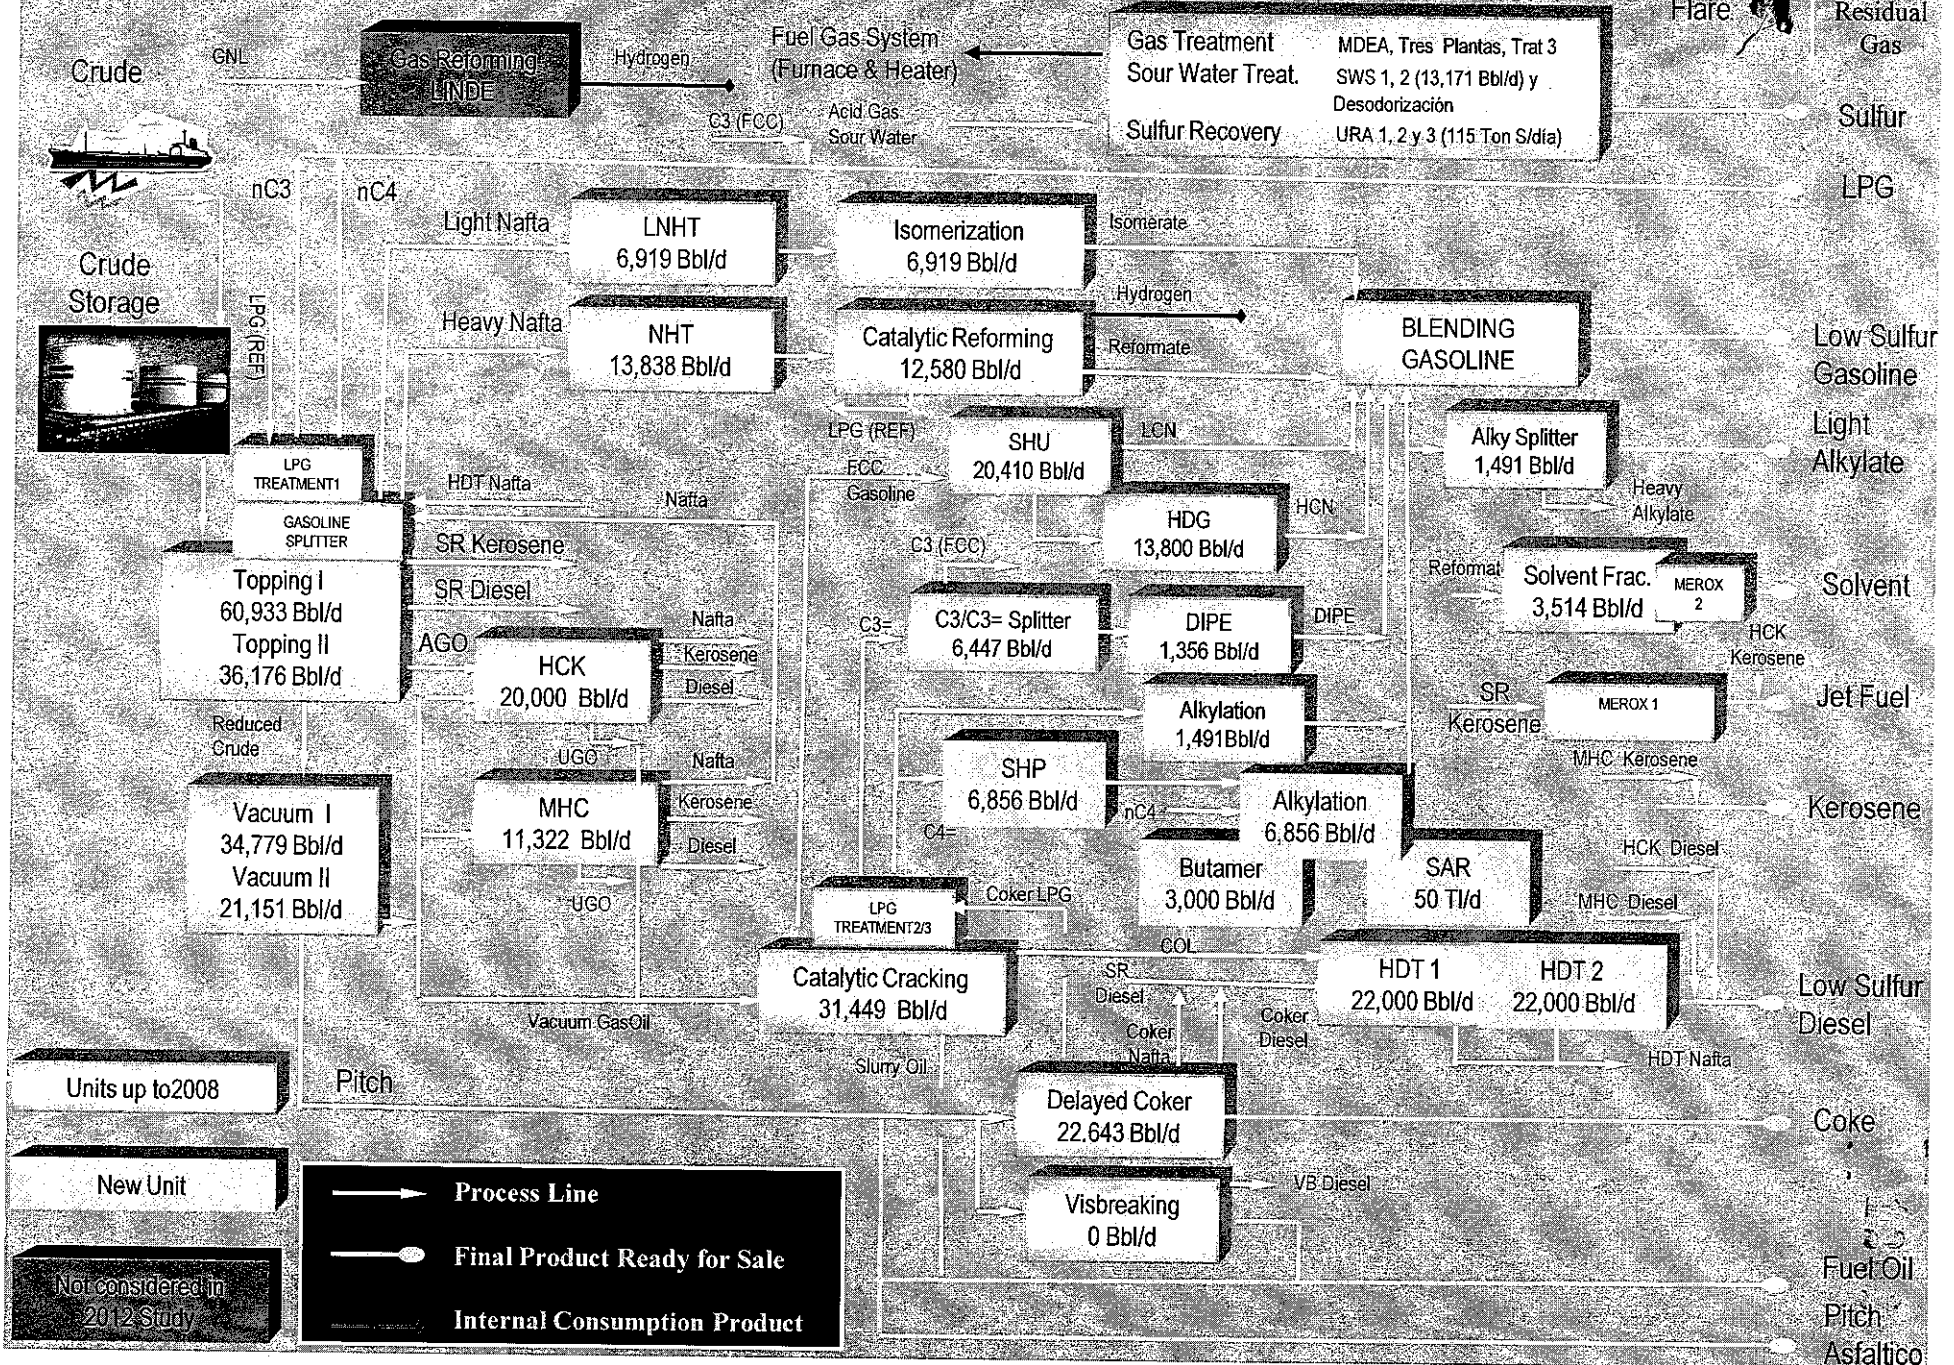 Flare
Residual
Gas
Crude
GNL
Gas Reforming
LINDE
Hydrogen
Fuel Gas System
(Furnace & Heater)
Gas Treatment
MDEA, Tres Plantas, Trat 3
Sour Water Treat.
SWS 1, 2 (13,171 Bbl/d) y
Desodorización
Sulfur Recovery
URA 1, 2 y 3 (115 Ton S/día)
C3 (FCC)
Acid Gas
Sour Water
Sulfur
LPG
nC3
nC4
Light Nafta
LNHT
6,919 Bbl/d
Isomerization
6,919 Bbl/d
Isomerate
Crude
Storage
LPG (REF)
Heavy Nafta
NHT
13,838 Bbl/d
Catalytic Reforming
12,580 Bbl/d
Hydrogen
Reformate
BLENDING
GASOLINE
Low Sulfur
Gasoline
LPG (REF)
SHU
20,410 Bbl/d
LCN
Alky Splitter
1,491 Bbl/d
Light
Alkylate
Heavy
Alkylate
LPG
TREATMENT1
GASOLINE
SPLITTER
HDT Nafta
Nafta
FCC
Gasoline
HDG
13,800 Bbl/d
HCN
SR Kerosene
SR Diesel
C3 (FCC)
Topping I
60,933 Bbl/d
Topping II
36,176 Bbl/d
AGO
HCK
20,000 Bbl/d
Nafta
Kerosene
Diesel
UGO
C3=
C3/C3= Splitter
6,447 Bbl/d
DIPE
1,356 Bbl/d
DIPE
Reformat
Solvent Frac.
3,514 Bbl/d
MEROX
2
Solvent
HCK
Kerosene
SR
Kerosene
MEROX 1
Jet Fuel
Alkylation
1,491Bbl/d
Reduced
Crude
Vacuum I
34,779 Bbl/d
Vacuum II
21,151 Bbl/d
MHC
11,322 Bbl/d
Nafta
Kerosene
Diesel
UGO
SHP
6,856 Bbl/d
nC4
C4=
Alkylation
6,856 Bbl/d
MHC Kerosene
Kerosene
Butamer
3,000 Bbl/d
SAR
50 Tl/d
HCK Diesel
MHC Diesel
LPG
TREATMENT2/3
Coker LPG
Catalytic Cracking
31,449 Bbl/d
COL
SR
Diesel
Coker
Nafta
Coker
Diesel
HDT 1
22,000 Bbl/d
HDT 2
22,000 Bbl/d
Low Sulfur
Diesel
HDT Nafta
Vacuum GasOil
Slurry Oil
Units up to2008
Pitch
Delayed Coker
22.643 Bbl/d
Coke
New Unit
Visbreaking
0 Bbl/d
VB Diesel
Process Line
Final Product Ready for Sale
Internal Consumption Product
Not considered in
2012 Study
Fuel Oil
Pitch
Asfaltico